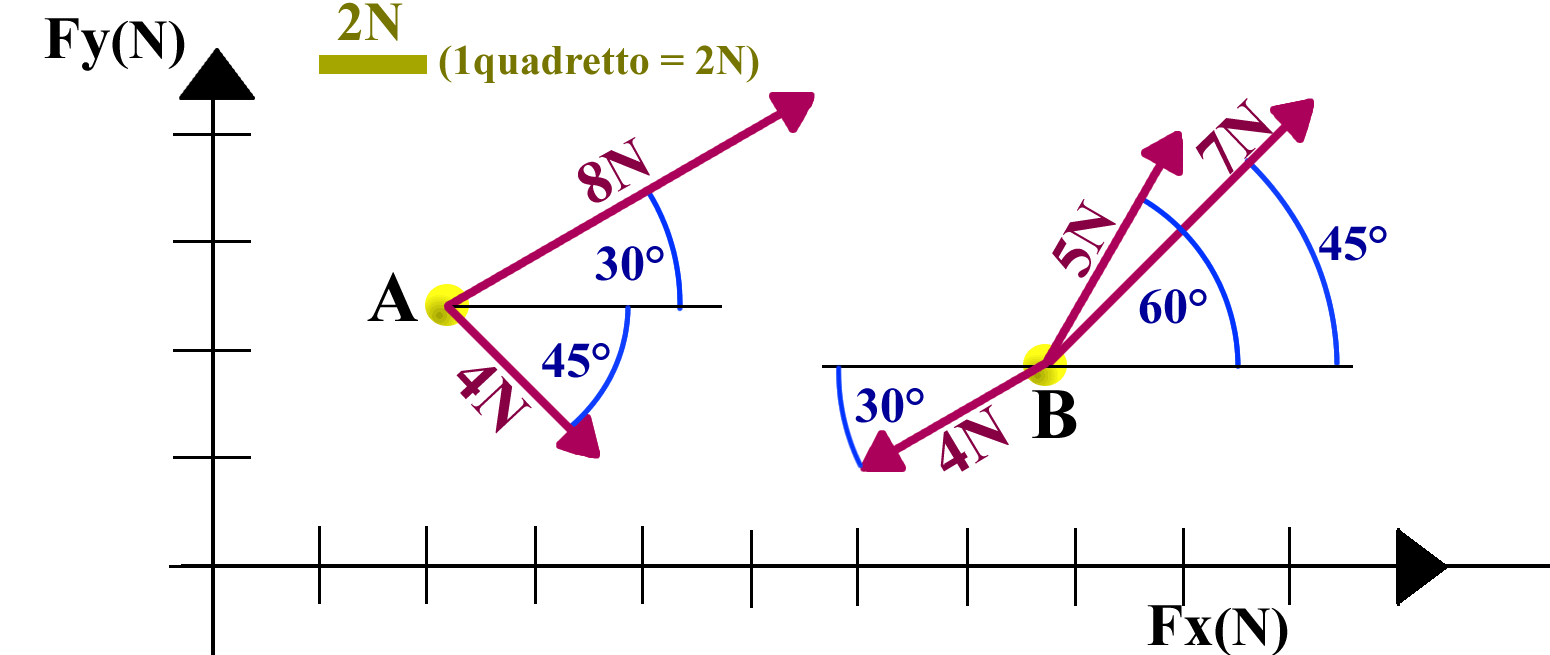 Fy(N)
2N
(1quadretto = 2N)
8N
30°
A
45°
4N
5N
7N
45°
60°
30°
4N
B
Fx(N)